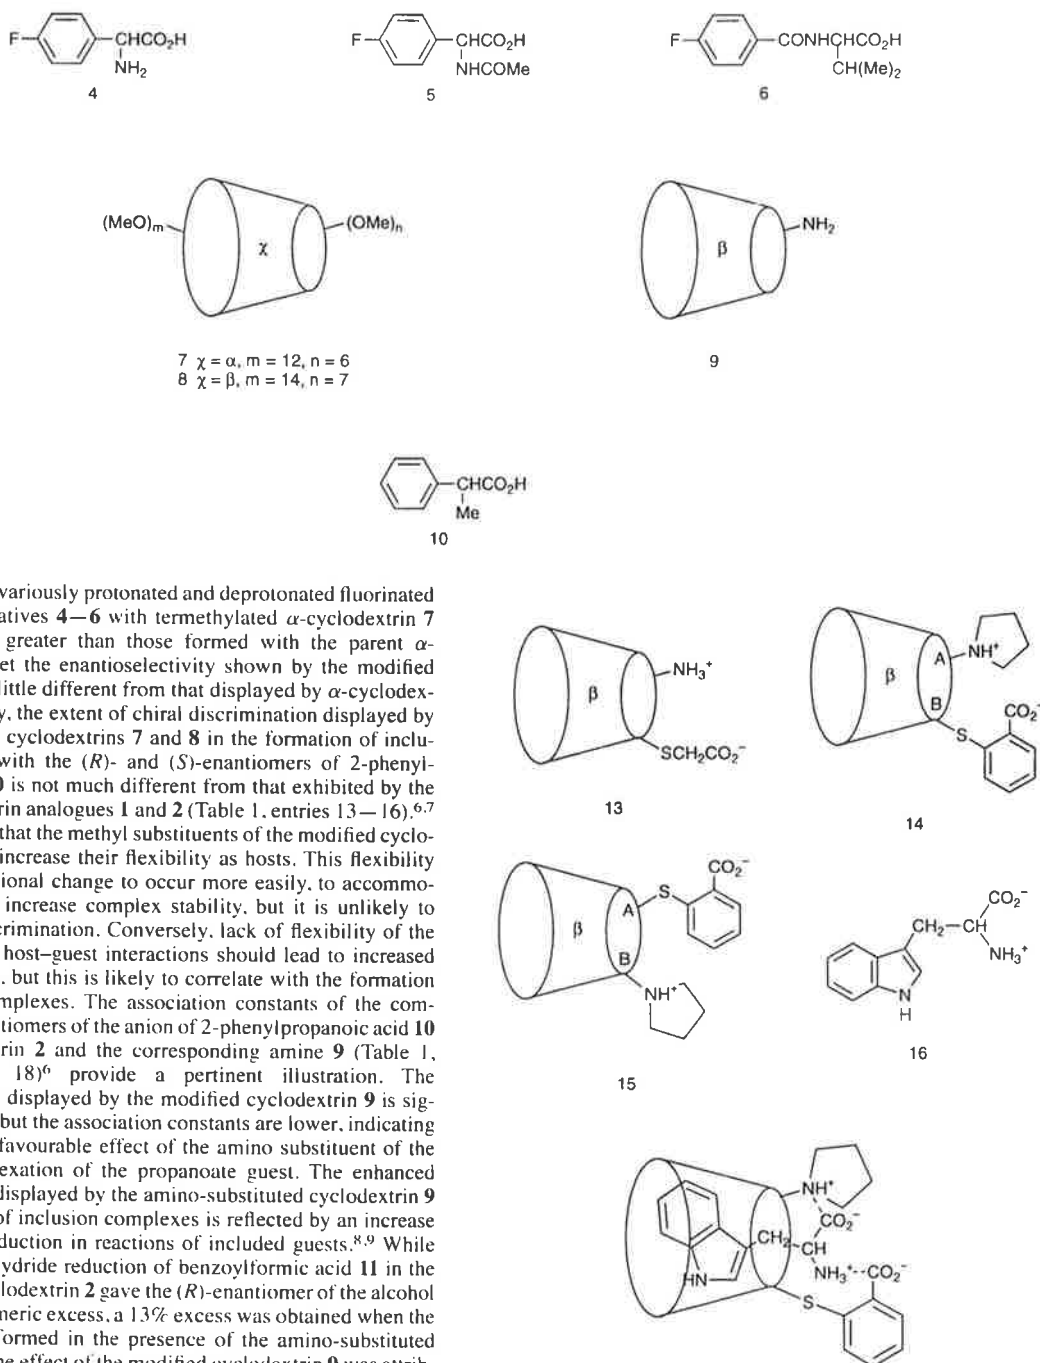 F CHCO₂H
NH₂
4
F CHCO₂H
NHCOMe
5
F CONHCHCO₂H
CH(Me)₂
6
(MeO)ₘ χ (OMe)ₙ
7 χ = α, m = 12, n = 6
8 χ = β, m = 14, n = 7
β NH₂
9
CHCO₂H
Me
10
variously protonated and deprotonated fluorinated
atives 4—6 with termethylated α-cyclodextrin 7
greater than those formed with the parent α-
et the enantioselectivity shown by the modified
little different from that displayed by α-cyclodex-
y, the extent of chiral discrimination displayed by
cyclodextrins 7 and 8 in the formation of inclu-
with the (R)- and (S)-enantiomers of 2-phenyl-
0 is not much different from that exhibited by the
rin analogues 1 and 2 (Table 1, entries 13—16).⁶,⁷
that the methyl substituents of the modified cyclo-
increase their flexibility as hosts. This flexibility
ional change to occur more easily, to accommo-
increase complex stability, but it is unlikely to
crimination. Conversely, lack of flexibility of the
host–guest interactions should lead to increased
, but this is likely to correlate with the formation
mplexes. The association constants of the com-
tiomers of the anion of 2-phenylpropanoic acid 10
rin 2 and the corresponding amine 9 (Table 1,
18)⁶ provide a pertinent illustration. The
displayed by the modified cyclodextrin 9 is sig-
but the association constants are lower, indicating
favourable effect of the amino substituent of the
exation of the propanoate guest. The enhanced
displayed by the amino-substituted cyclodextrin 9
of inclusion complexes is reflected by an increase
duction in reactions of included guests.⁸,⁹ While
ydride reduction of benzoylformic acid 11 in the
lodextrin 2 gave the (R)-enantiomer of the alcohol
meric excess, a 13% excess was obtained when the
ormed in the presence of the amino-substituted
β NH₃⁺
SCH₂CO₂⁻
13
β A NH⁺
B
S CO₂⁻
14
β A S CO₂⁻
B
NH⁺
15
CO₂⁻
CH₂—CH
NH₃⁺
N
H
16
NH⁺
CO₂⁻
CH₂ CH
HN NH₃⁺--CO₂⁻
S